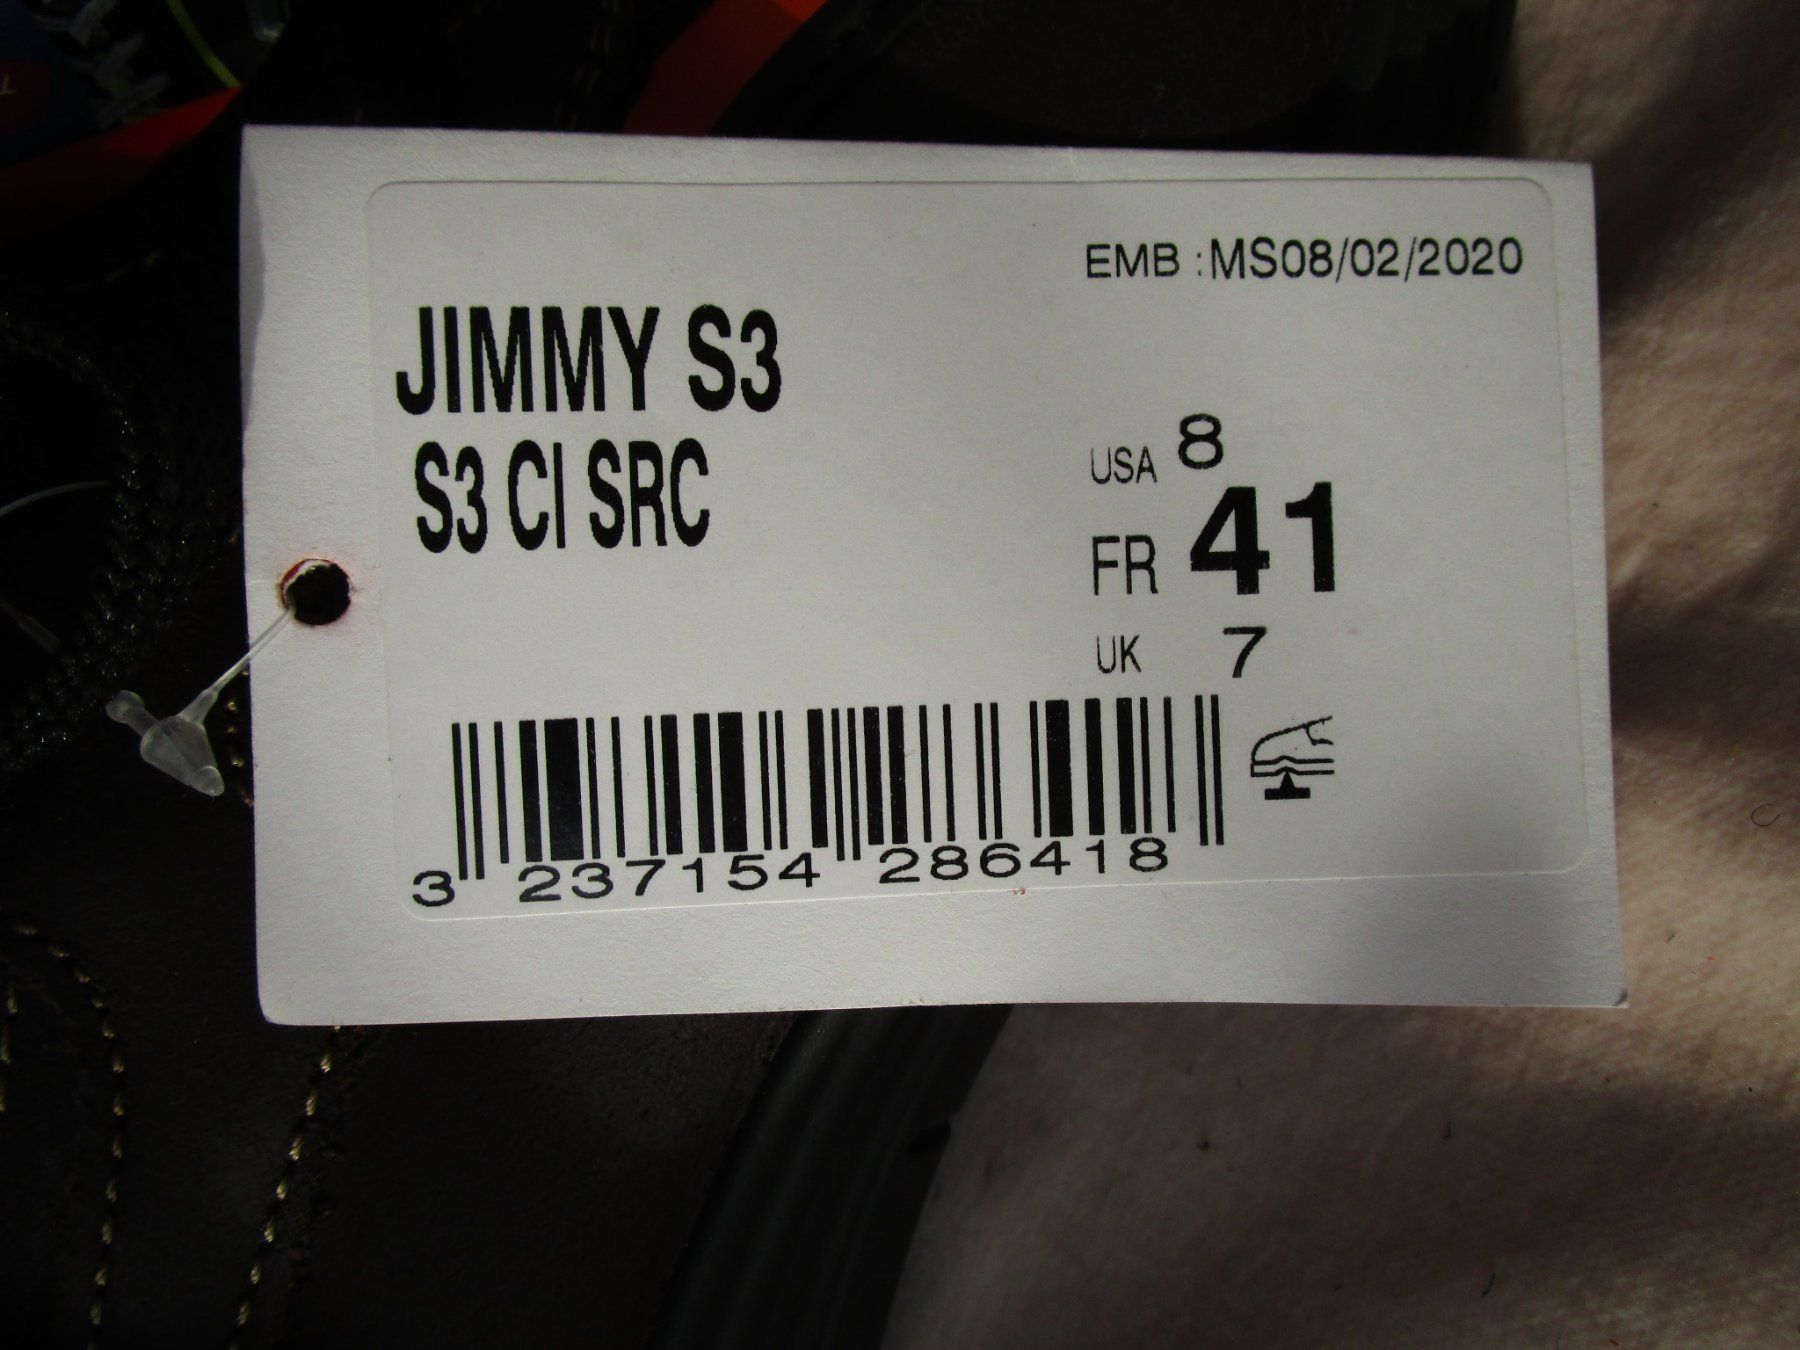 EMB : MS08/02/2020
JIMMY S3
S3 CI SRC
USA 8
FR 41
UK 7
3 237154 286418